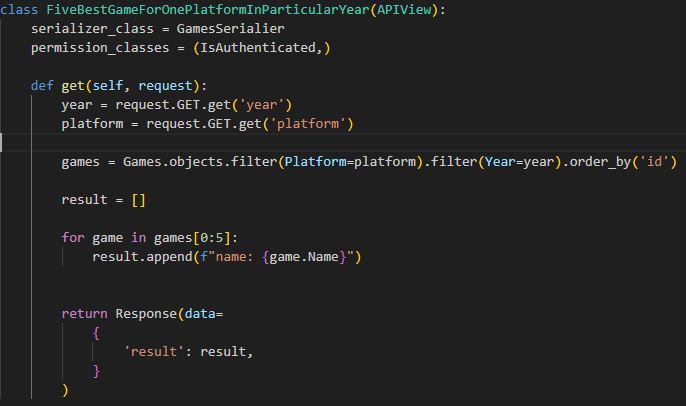 class FiveBestGameForOnePlatformInParticularYear(APIView):
    serializer_class = GamesSerialier
    permission_classes = (IsAuthenticated,)
    def get(self, request):
        year = request.GET.get('year')
        platform = request.GET.get('platform')
        games = Games.objects.filter(Platform=platform).filter(Year=year).order_by('id')
        result = []
        for game in games[0:5]:
            result.append(f"name: {game.Name}")
        return Response(data=
            {
                'result': result,
            }
        )